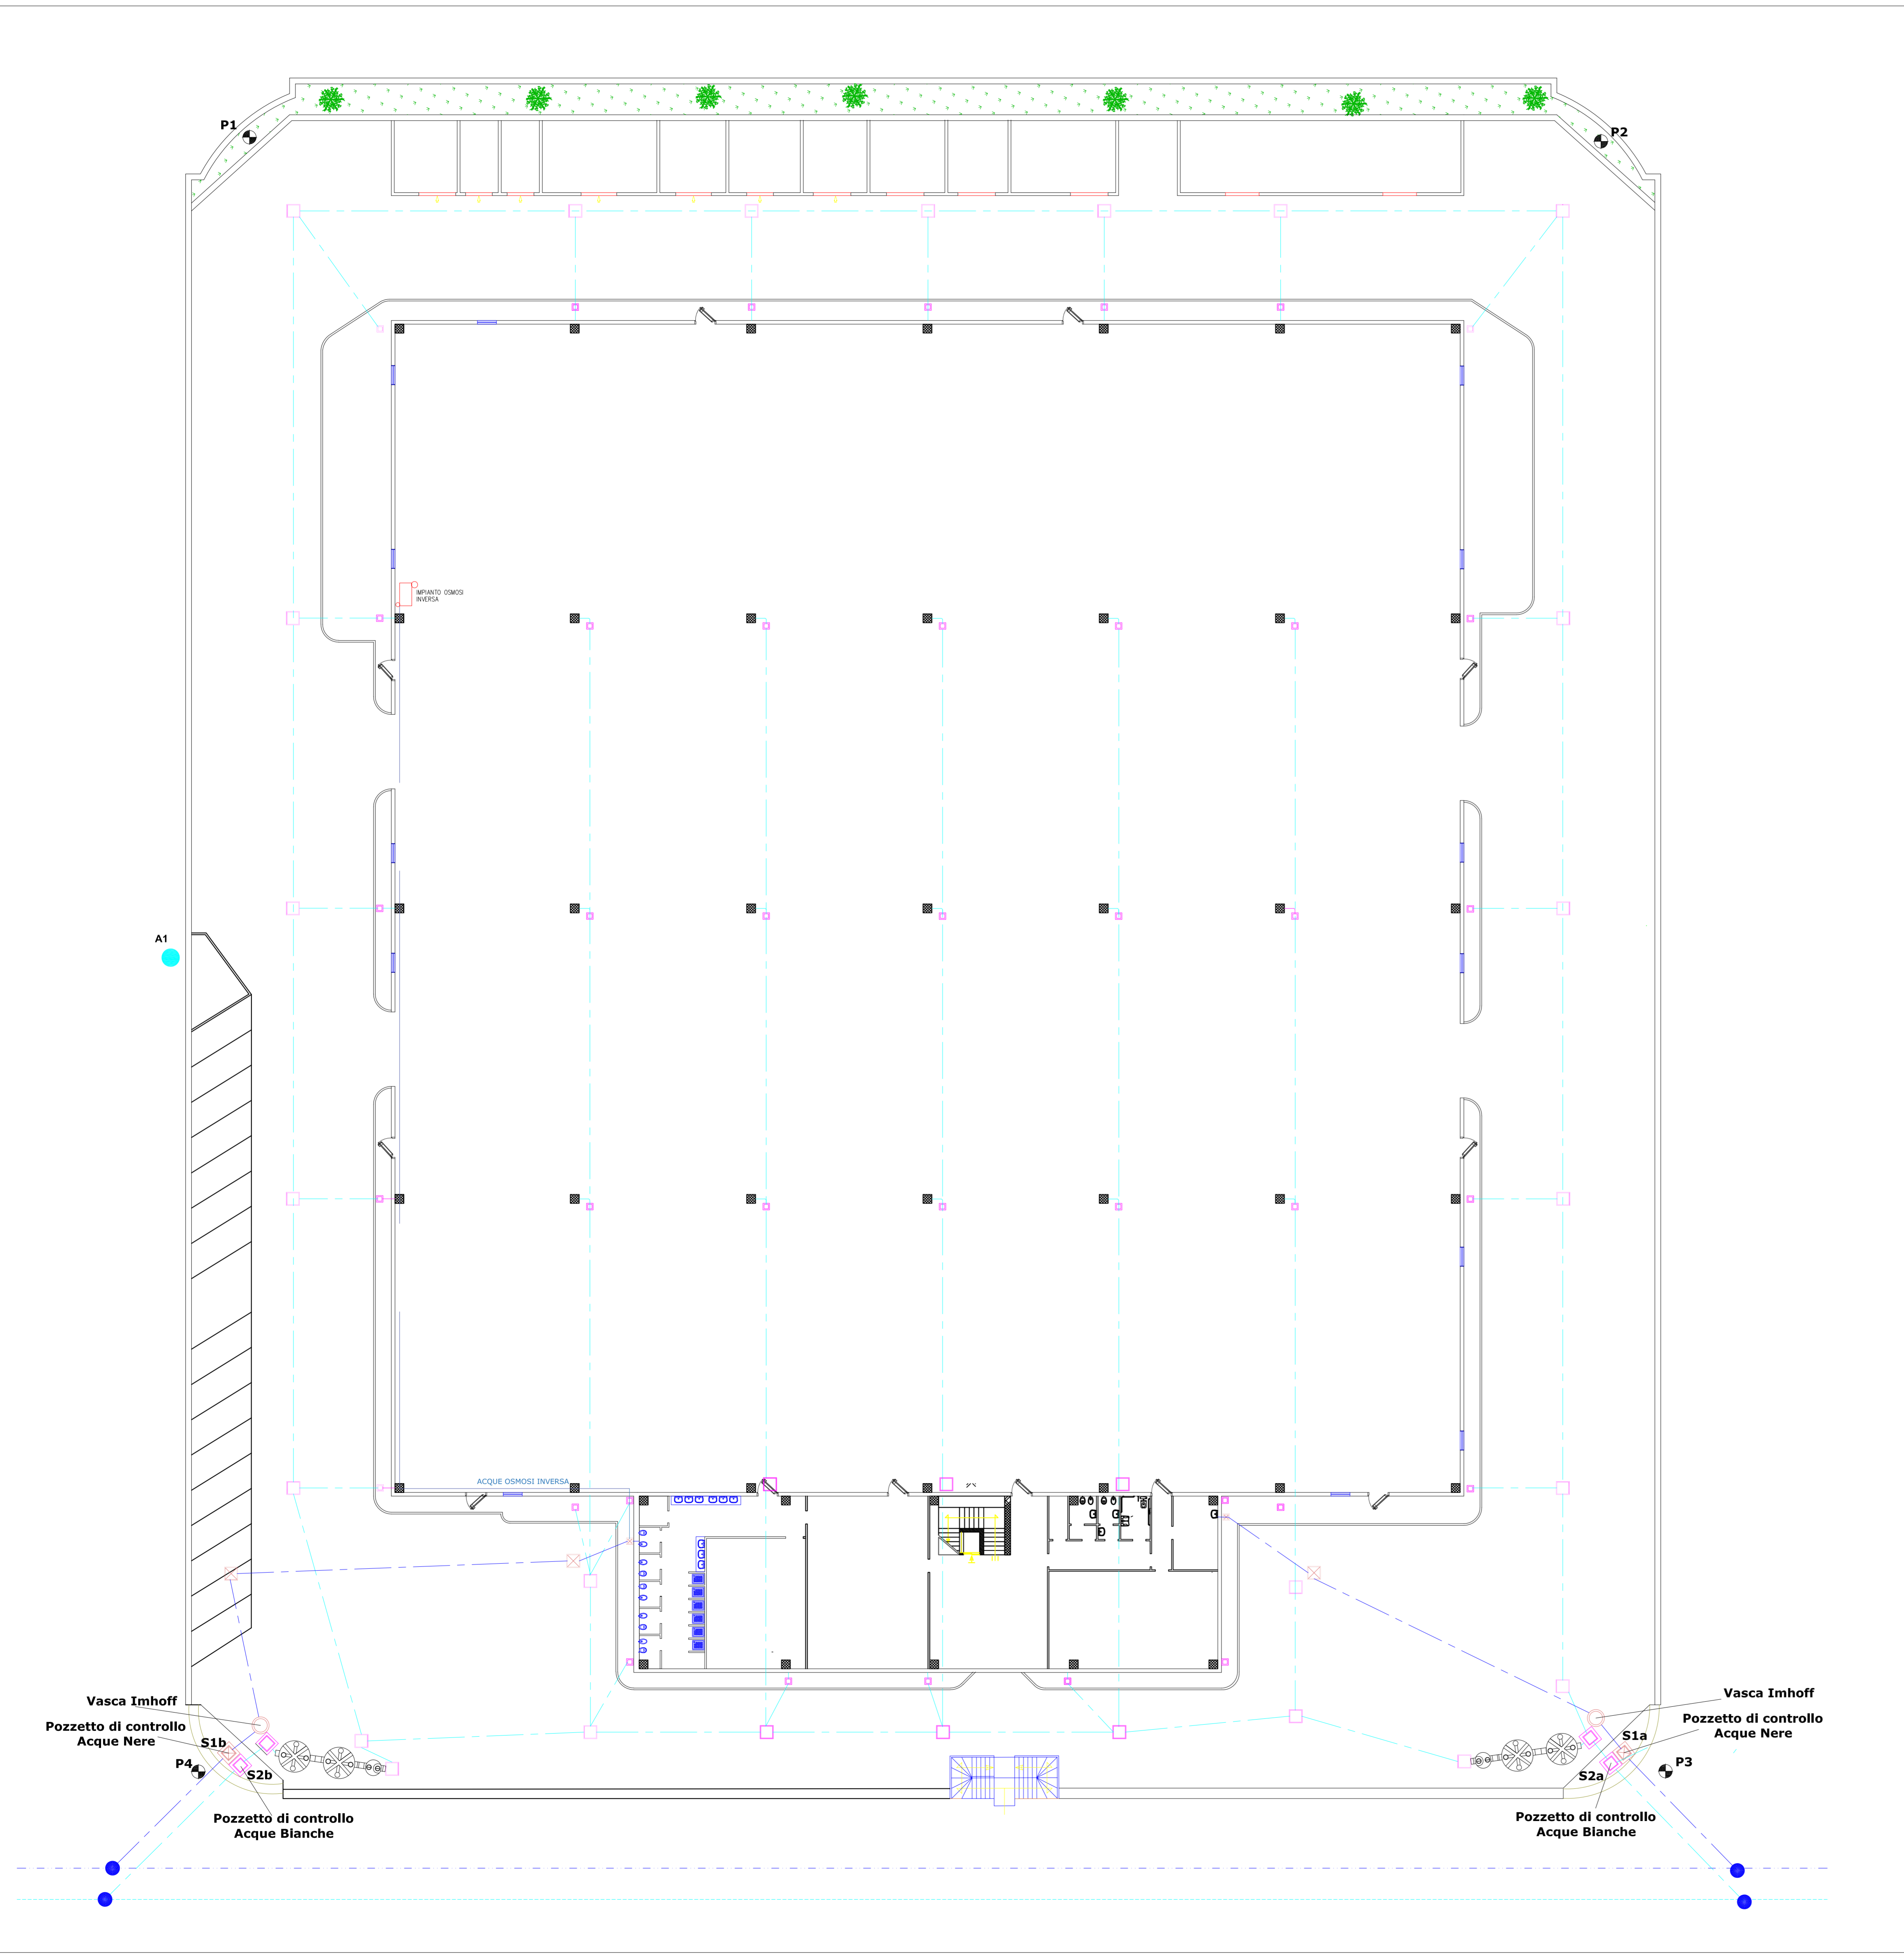 P1
P2
IMPIANTO OSMOSI
INVERSA
A1
ACQUE OSMOSI INVERSA
Vasca Imhoff
Pozzetto di controllo
Acque Nere
S1b
P4
S2b
Pozzetto di controllo
Acque Bianche
Vasca Imhoff
Pozzetto di controllo
Acque Nere
S1a
P3
S2a
Pozzetto di controllo
Acque Bianche